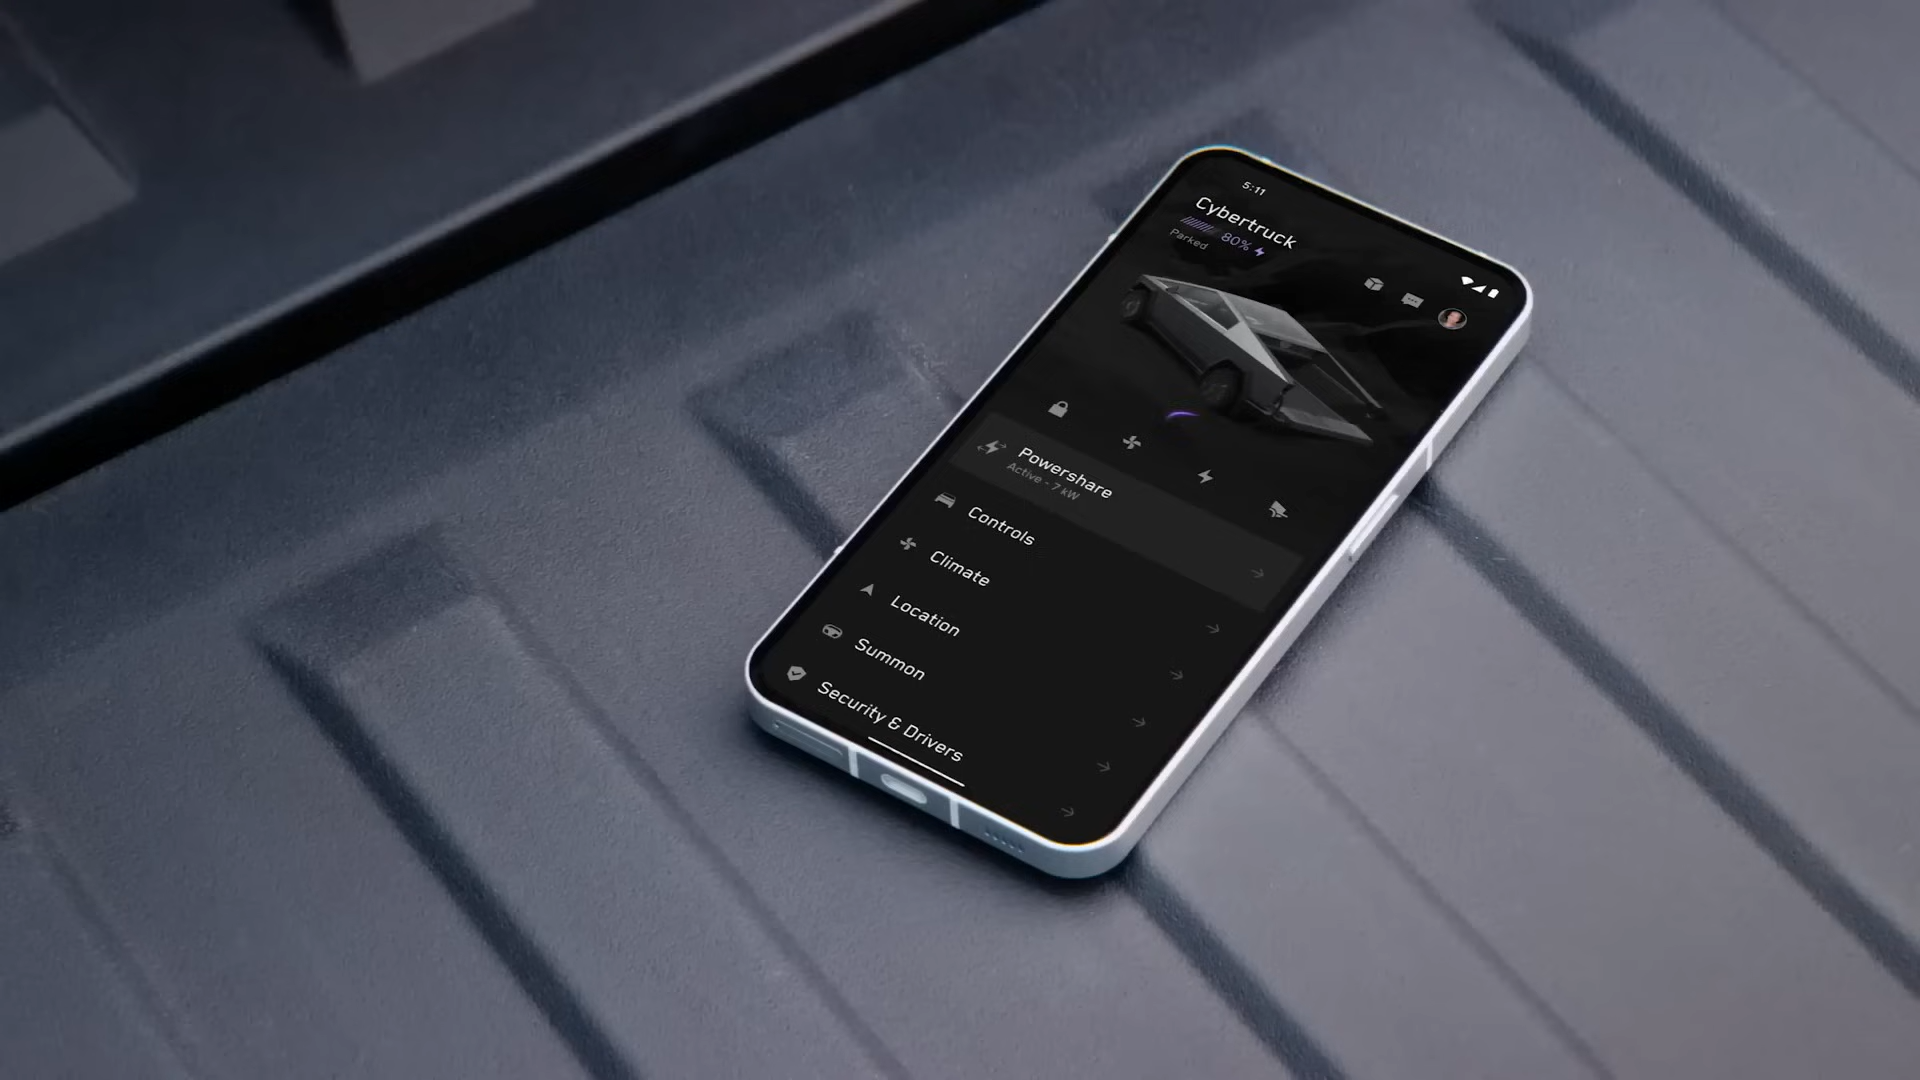 5:11
Cybertruck
80%
Parked
Powershare
Active - 7 kW
Controls
Climate
Location
Summon
Security & Drivers